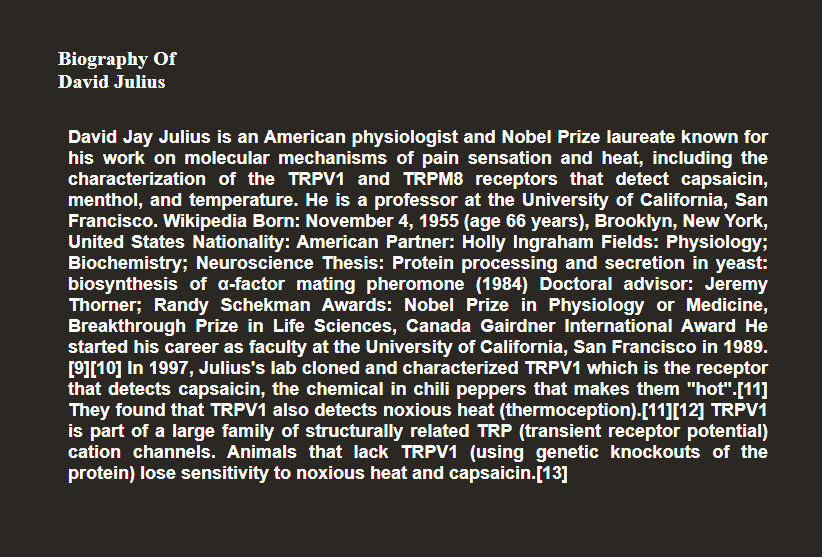 Biography Of
David Julius
David Jay Julius is an American physiologist and Nobel Prize laureate known for
his work on molecular mechanisms of pain sensation and heat, including the
characterization of the TRPV1 and TRPM8 receptors that detect capsaicin,
menthol, and temperature. He is a professor at the University of California, San
Francisco. Wikipedia Born: November 4, 1955 (age 66 years), Brooklyn, New York,
United States Nationality: American Partner: Holly Ingraham Fields: Physiology;
Biochemistry; Neuroscience Thesis: Protein processing and secretion in yeast:
biosynthesis of α-factor mating pheromone (1984) Doctoral advisor: Jeremy
Thorner; Randy Schekman Awards: Nobel Prize in Physiology or Medicine,
Breakthrough Prize in Life Sciences, Canada Gairdner International Award He
started his career as faculty at the University of California, San Francisco in 1989.
[9][10] In 1997, Julius's lab cloned and characterized TRPV1 which is the receptor
that detects capsaicin, the chemical in chili peppers that makes them "hot".[11]
They found that TRPV1 also detects noxious heat (thermoception).[11][12] TRPV1
is part of a large family of structurally related TRP (transient receptor potential)
cation channels. Animals that lack TRPV1 (using genetic knockouts of the
protein) lose sensitivity to noxious heat and capsaicin.[13]